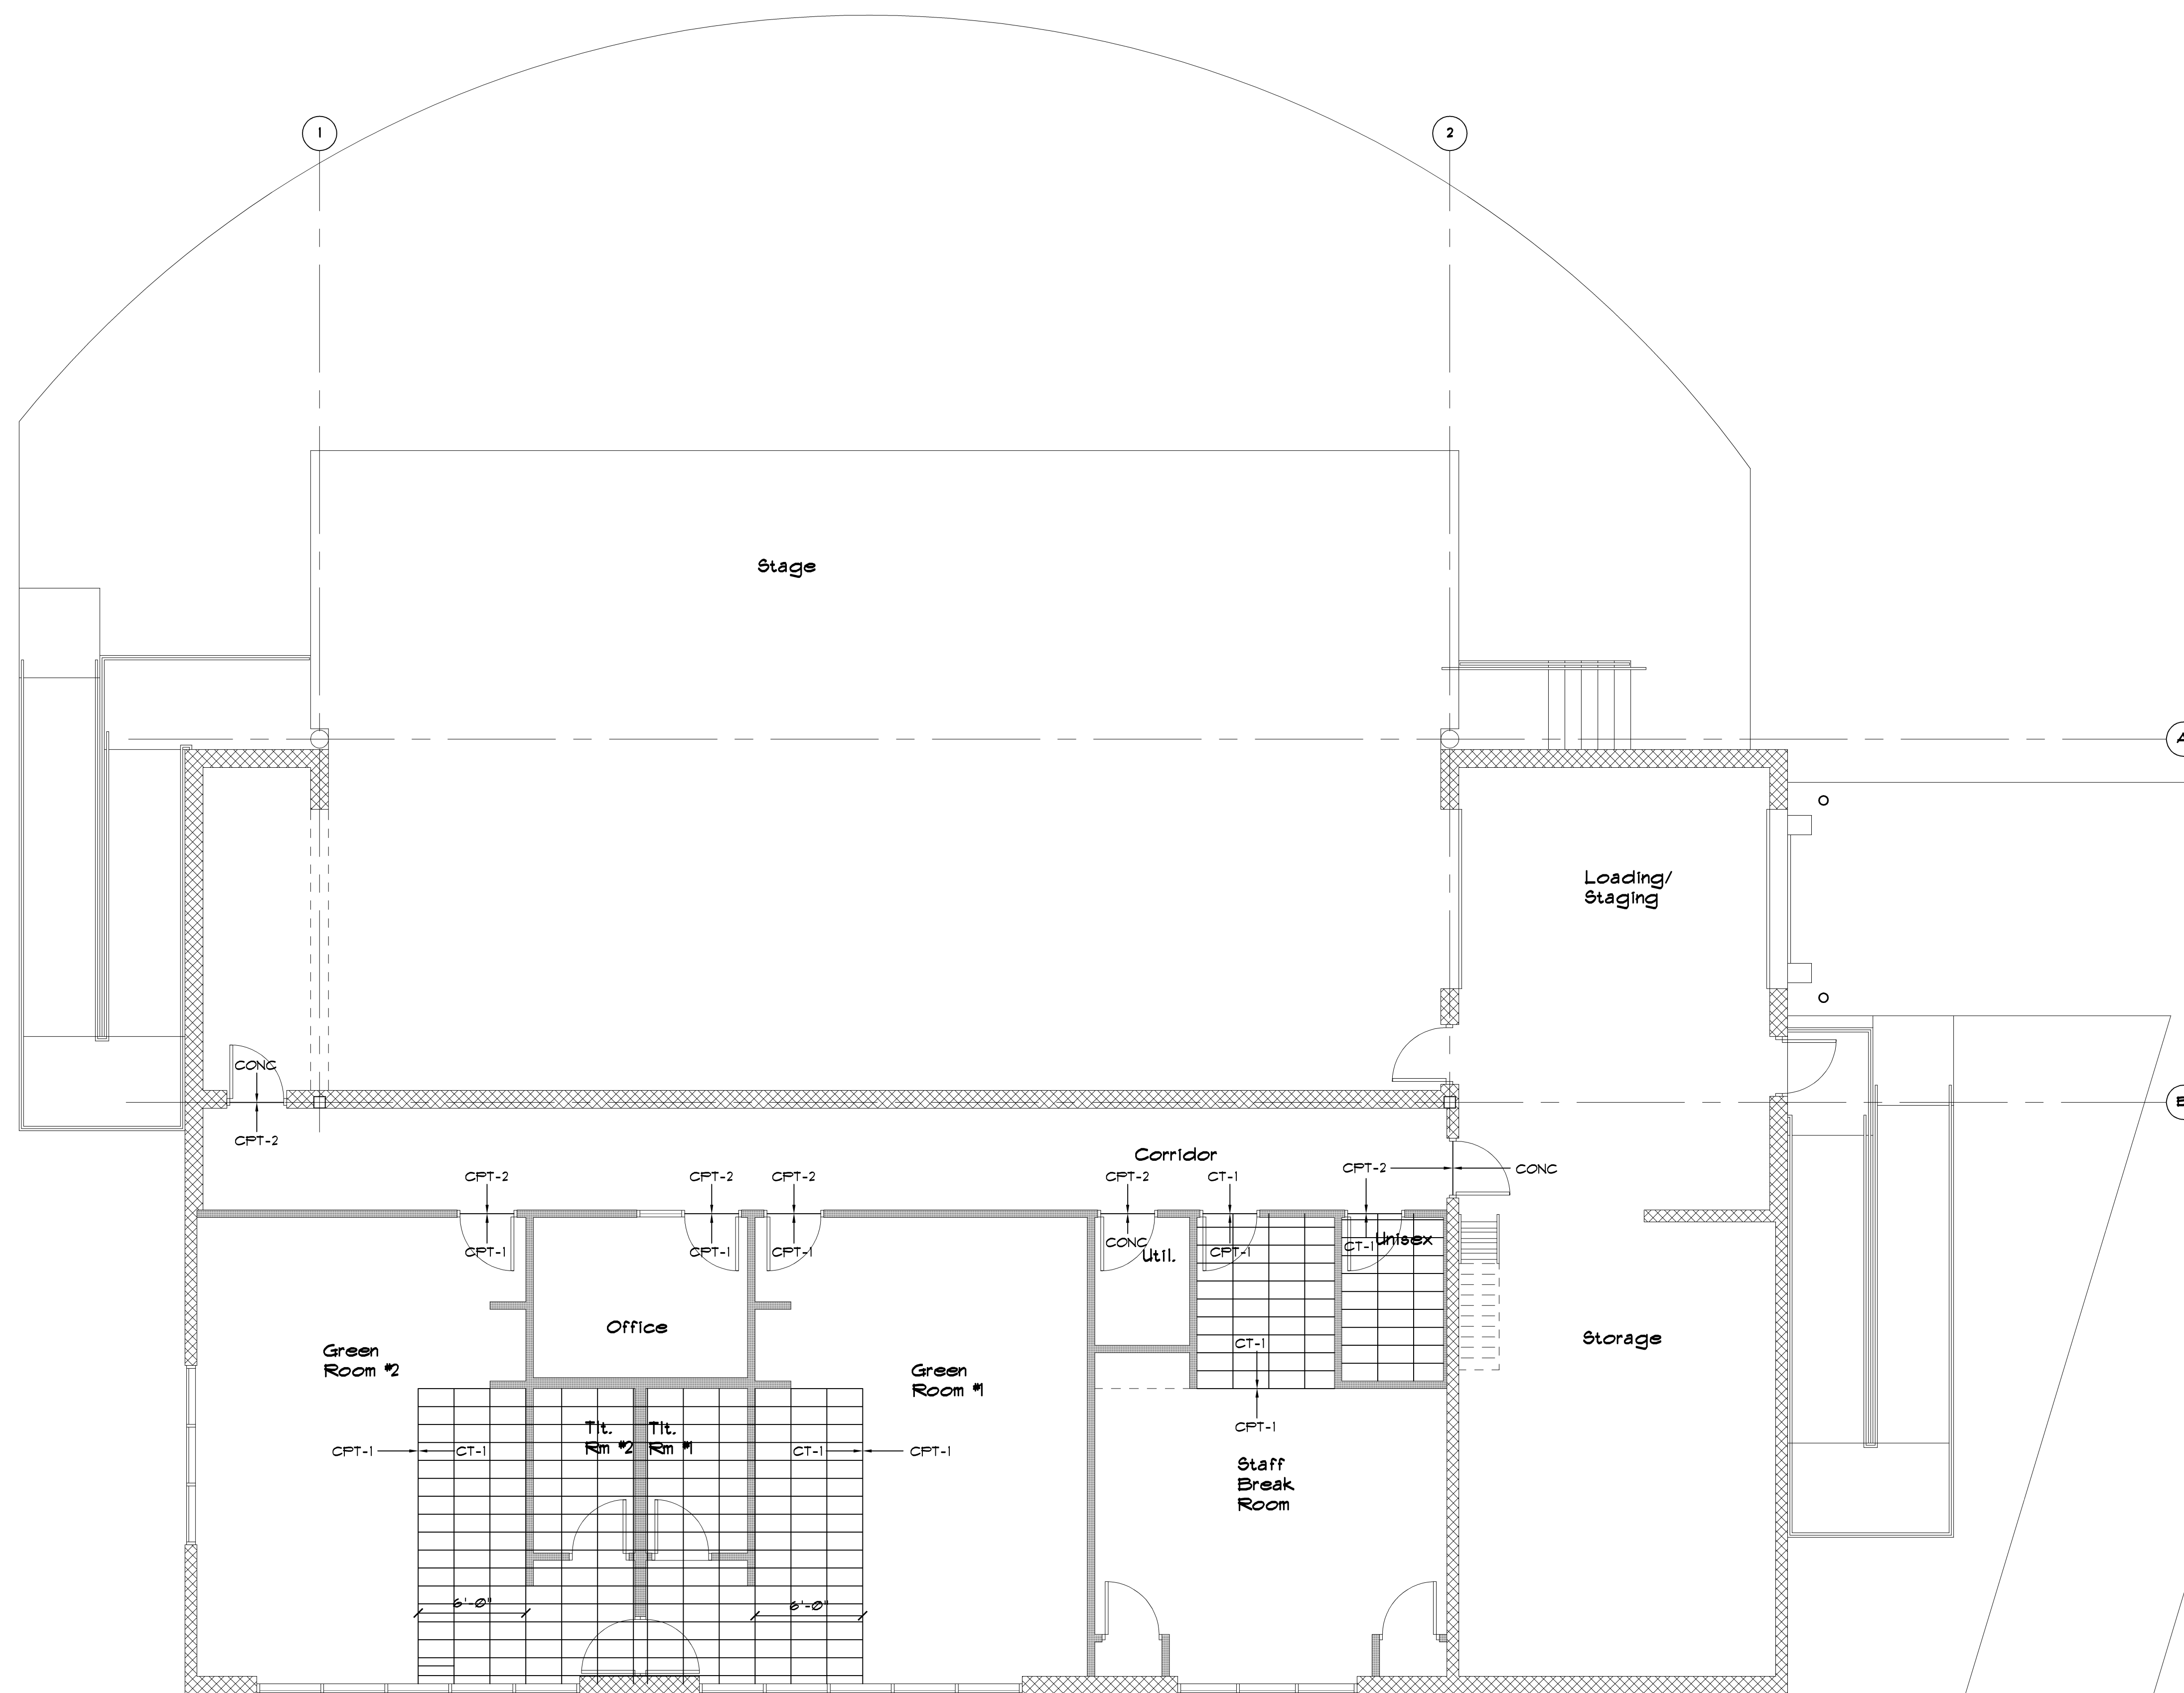 1
2
Stage
A
Loading/
Staging
CONC
B
CPT-2
Corridor
CPT-2
CPT-2
CPT-2
CPT-2
CT-1
CPT-2
CONC
CPT-1
CPT-1
CPT-1
CONC
Util.
CPT-1
CT-1
Unisex
Office
Green
Room #2
Green
Room #1
CT-1
Storage
CPT-1
Tlt.
Rm #2
Tlt.
Rm #1
CPT-1
CT-1
CT-1
CPT-1
Staff
Break
Room
6'-0"
6'-0"